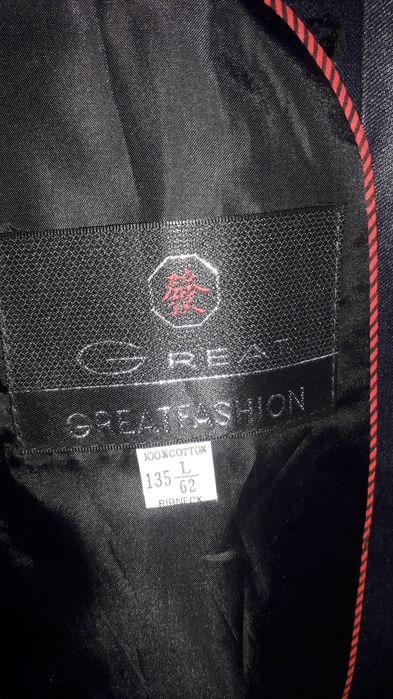 發
GREAT
GREATFASHION
100%COTTON
135 L/62
RIBNECK